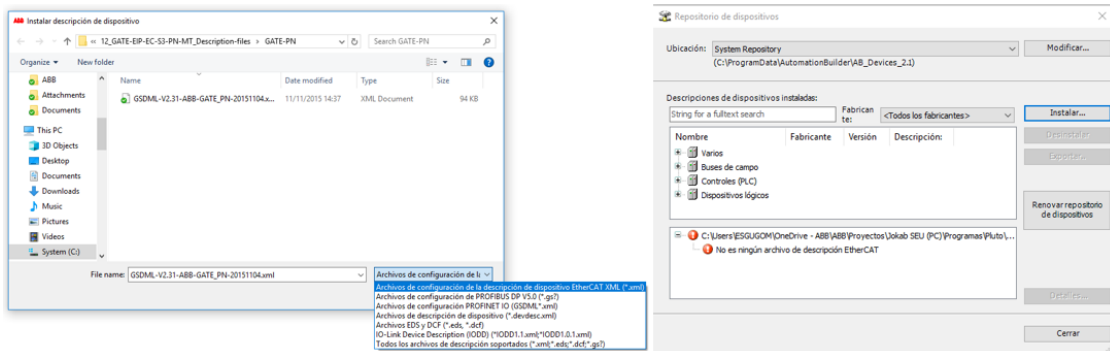 ABB Instalar descripción de dispositivo
« 12_GATE-EIP-EC-S3-PN-MT_Description-files > GATE-PN
Search GATE-PN
Organize
New folder
ABB
Attachments
Documents
This PC
3D Objects
Desktop
Documents
Downloads
Music
Pictures
Videos
System (C:)
Name
Date modified
Type
Size
GSDML-V2.31-ABB-GATE_PN-20151104.x...
11/11/2015 14:37
XML Document
94 KB
File name:
GSDML-V2.31-ABB-GATE_PN-20151104.xml
Archivos de configuración de la
Archivos de configuración de la descripción de dispositivo EtherCAT XML (*.xml)
Archivos de configuración de PROFIBUS DP V5.0 (*.gs?)
Archivos de configuración PROFINET IO (GSDML*.xml)
Archivos de descripción de dispositivo (*.devdesc.xml)
Archivos EDS y DCF (*.eds, *.dcf)
IO-Link Device Description (IODD) (*IODD1.1.xml;*IODD1.0.1.xml)
Todos los archivos de descripción soportados (*.xml;*.eds;*.dcf;*.gs?)
Repositorio de dispositivos
Ubicación:
System Repository
Modificar...
(C:\ProgramData\AutomationBuilder\AB_Devices_2.1)
Descripciones de dispositivos instaladas:
String for a fulltext search
Fabrican
te:
<Todos los fabricantes>
Instalar...
Nombre
Fabricante
Versión
Descripción:
Desinstalar
Varios
Buses de campo
Controles (PLC)
Dispositivos lógicos
Exportar...
Renovar repositorio
de dispositivos
C:\Users\ESGUGOM\OneDrive - ABB\ABB\Proyectos\Jokab SEU (PC)\Programas\Pluto\,...
No es ningún archivo de descripción EtherCAT
Detalles...
Cerrar